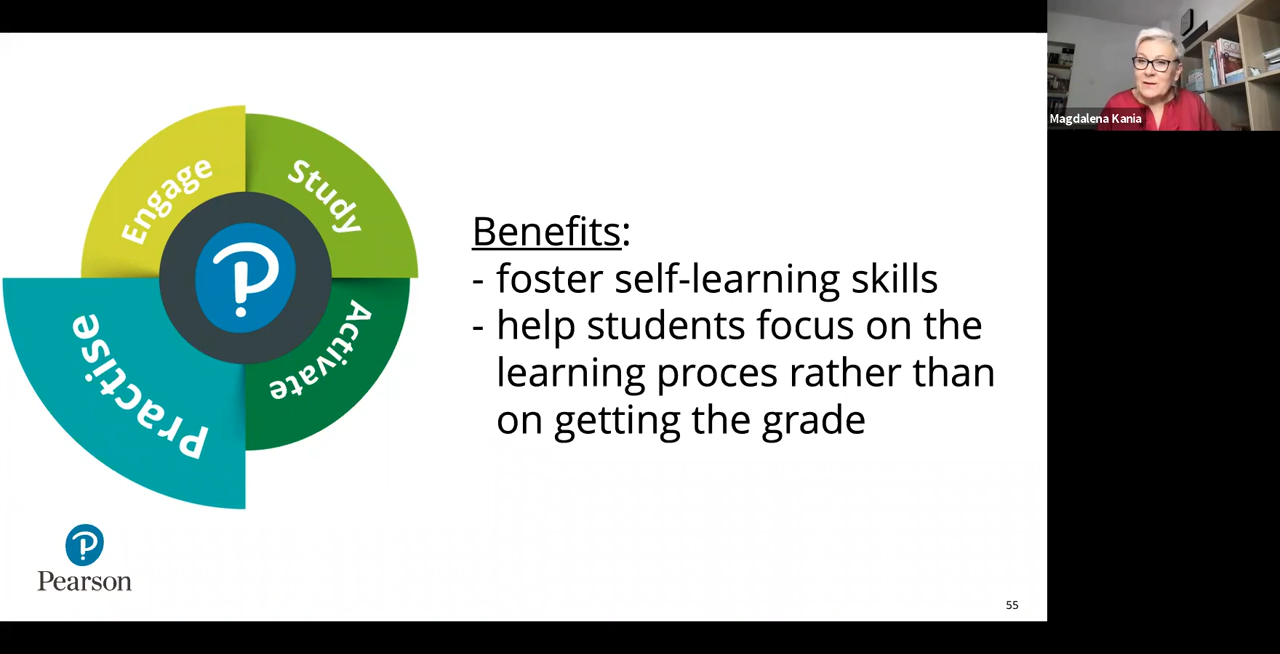 Magdalena Kania
Engage
Study
Practise
Activate
Benefits:
- foster self-learning skills
- help students focus on the
learning proces rather than
on getting the grade
Pearson
55